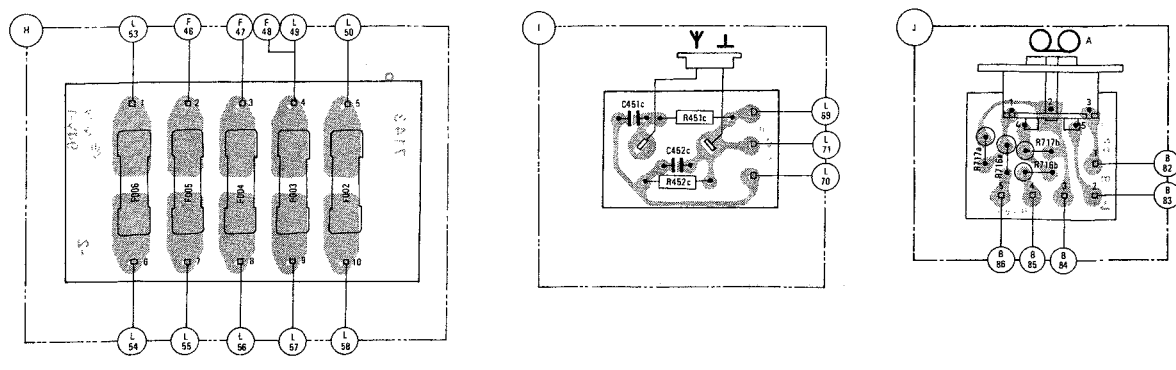 H
L 53
F 46
F 47
F 48
L 49
L 50
1 2 3 4 5
F006 F005 F004 F003 F002
6 7 8 9 10
L 54
L 55
L 56
L 57
L 58
I
C451c
R451c
C452c
R452c
L 69
L 71
L 70
J
A
1 2 3
4 5
R717a
R716a
R717b
R716b
5 4 3 2 1
B 82
B 83
B 86
B 85
B 84